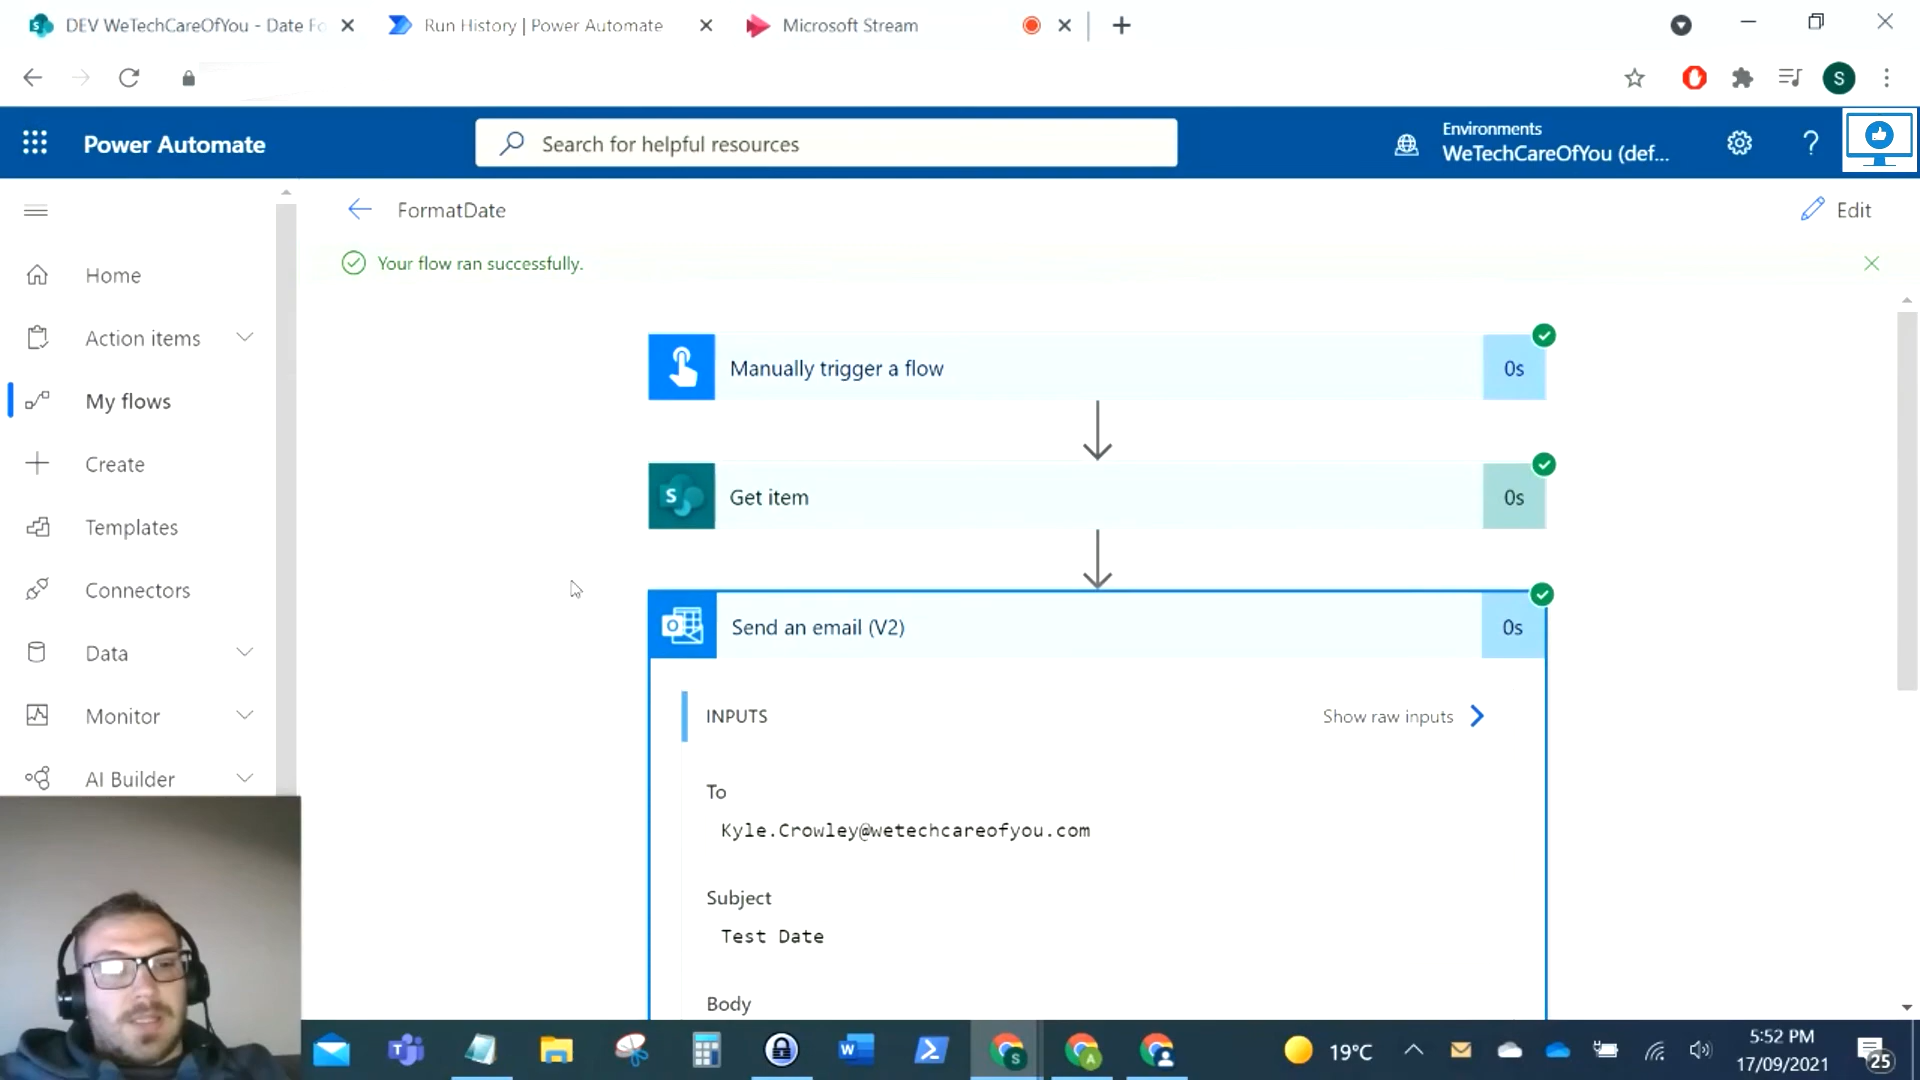 DEV WeTechCareOfYou - Date Fo
Run History | Power Automate
Microsoft Stream
S
Power Automate
Search for helpful resources
Environments
WeTechCareOfYou (def...
?
FormatDate
Edit
Your flow ran successfully.
Home
Action items
My flows
Create
Templates
Connectors
Data
Monitor
AI Builder
Manually trigger a flow
0s
S
Get item
0s
Send an email (V2)
0s
INPUTS
Show raw inputs
To
Kyle.Crowley@wetechcareofyou.com
Subject
Test Date
Body
19°C
5:52 PM
17/09/2021
25